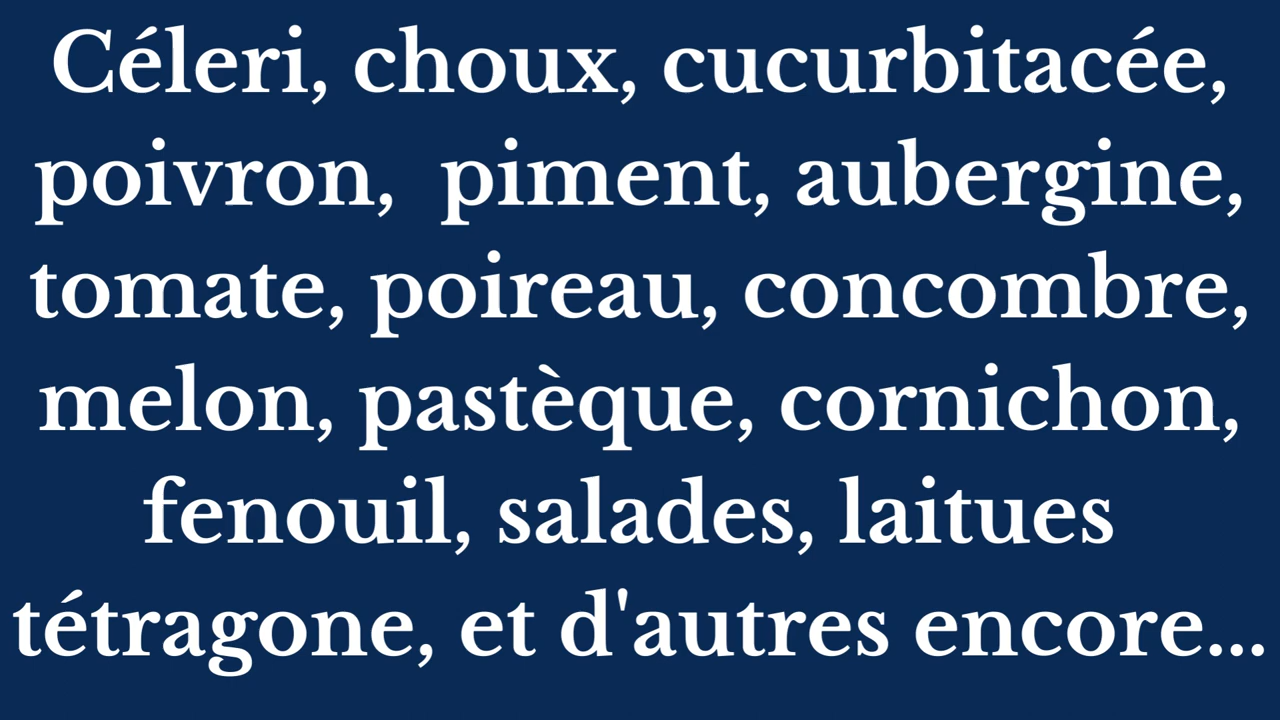 Céleri, choux, cucurbitacée,
poivron,  piment, aubergine,
tomate, poireau, concombre,
melon, pastèque, cornichon,
fenouil, salades, laitues
tétragone, et d'autres encore...